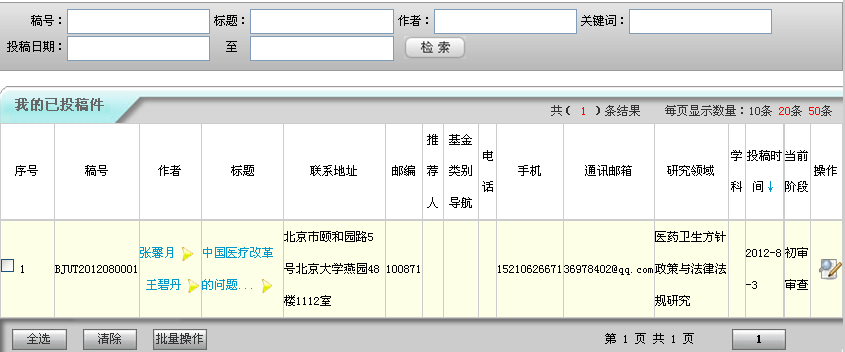 稿号： 标题： 作者： 关键词：
投稿日期： 至 检 索
我的已投稿件
共（ 1 ）条结果 每页显示数量：10条 20条 50条
序号 稿号 作者 标题 联系地址 邮编 推荐人 基金类别导航 电话 手机 通讯邮箱 研究领域 学科 投稿时间↓ 当前阶段 操作
1 BJUT2012080001 张馨月 王碧丹 中国医疗改革的问题... 北京市颐和园路5号北京大学燕园48楼1112室 100871 15210626671 36978402@qq.com 医药卫生方针政策与法律法规研究 2012-8-3 初审审查
全选 清除 批量操作 第 1 页 共 1 页 1